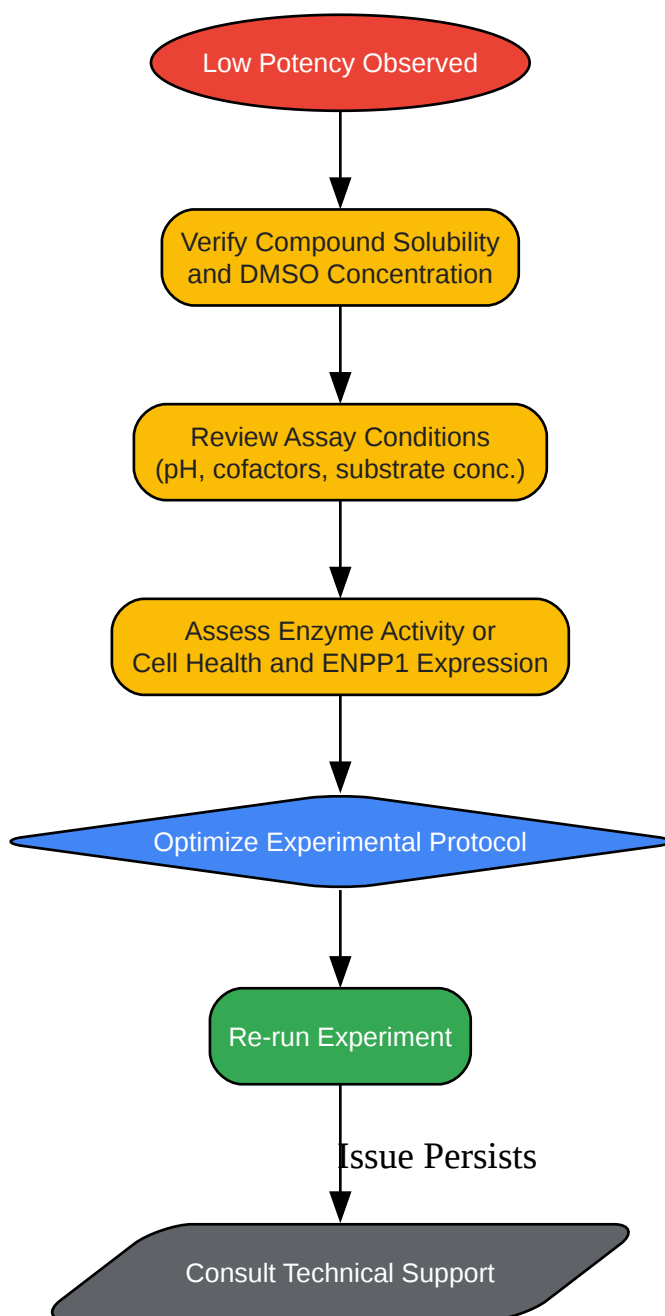 Low Potency Observed
Verify Compound Solubility
and DMSO Concentration
Review Assay Conditions
(pH, cofactors, substrate conc.)
Assess Enzyme Activity or
Cell Health and ENPP1 Expression
Optimize Experimental Protocol
Re-run Experiment
Issue Persists
Consult Technical Support